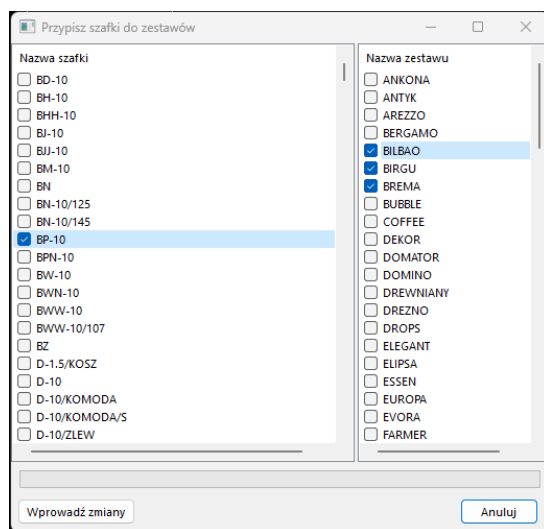 Przypisz szafki do zestawów
Nazwa szafki
BD-10
BH-10
BHH-10
BJ-10
BJJ-10
BM-10
BN
BN-10/125
BN-10/145
BP-10
BPN-10
BW-10
BWN-10
BWW-10
BWW-10/107
BZ
D-1.5/KOSZ
D-10
D-10/KOMODA
D-10/KOMODA/S
D-10/ZLEW
Nazwa zestawu
ANKONA
ANTYK
AREZZO
BERGAMO
BILBAO
BIRGU
BREMA
BUBBLE
COFFEE
DEKOR
DOMATOR
DOMINO
DREWNIANY
DREZNO
DROPS
ELEGANT
ELIPSA
ESSEN
EUROPA
EVORA
FARMER
Wprowadź zmiany
Anuluj